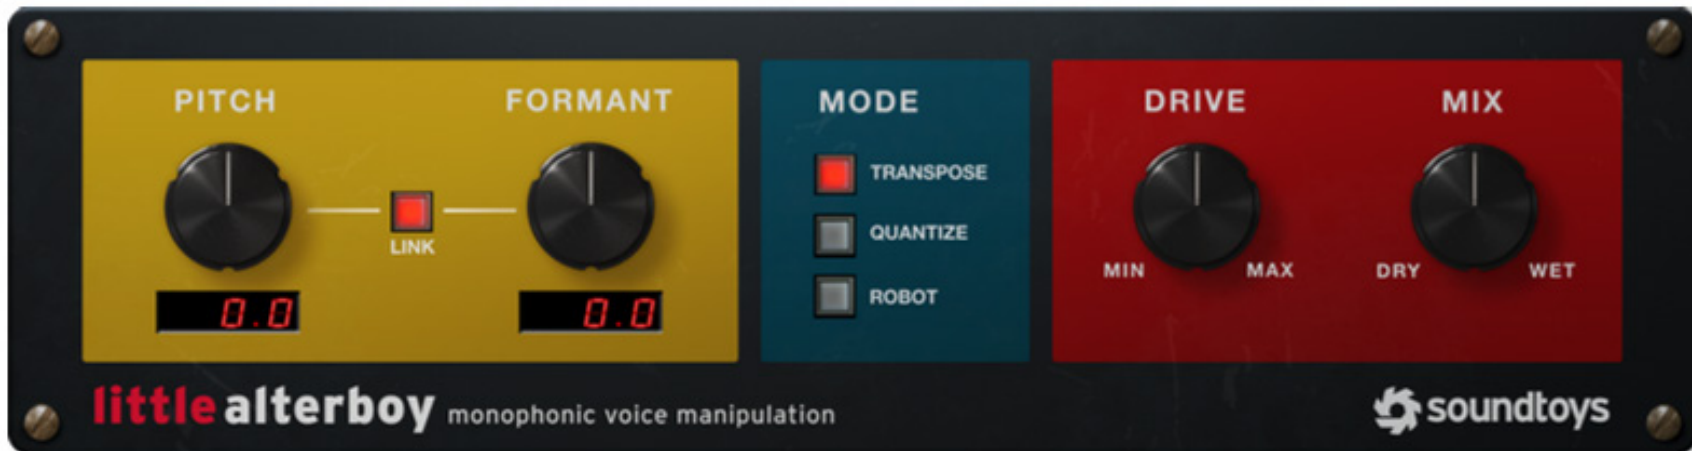 PITCH
FORMANT
LINK
0.0
0.0
MODE
TRANSPOSE
QUANTIZE
ROBOT
DRIVE
MIX
MIN
MAX
DRY
WET
littlealterboy monophonic voice manipulation
soundtoys